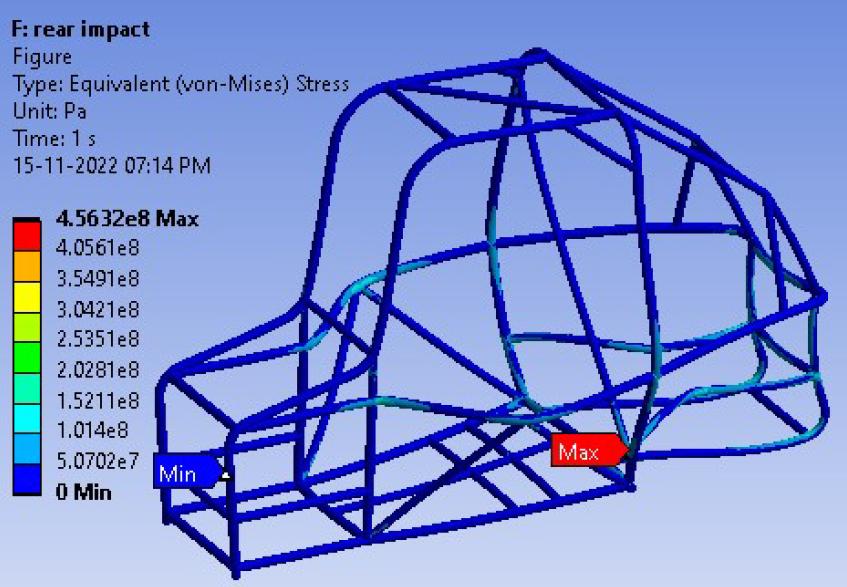 F: rear impact
Figure
Type: Equivalent (von-Mises) Stress
Unit: Pa
Time: 1 s
15-11-2022 07:14 PM
4.5632e8 Max
4.0561e8
3.5491e8
3.0421e8
2.5351e8
2.0281e8
1.5211e8
1.014e8
5.0702e7
0 Min
Max
Min